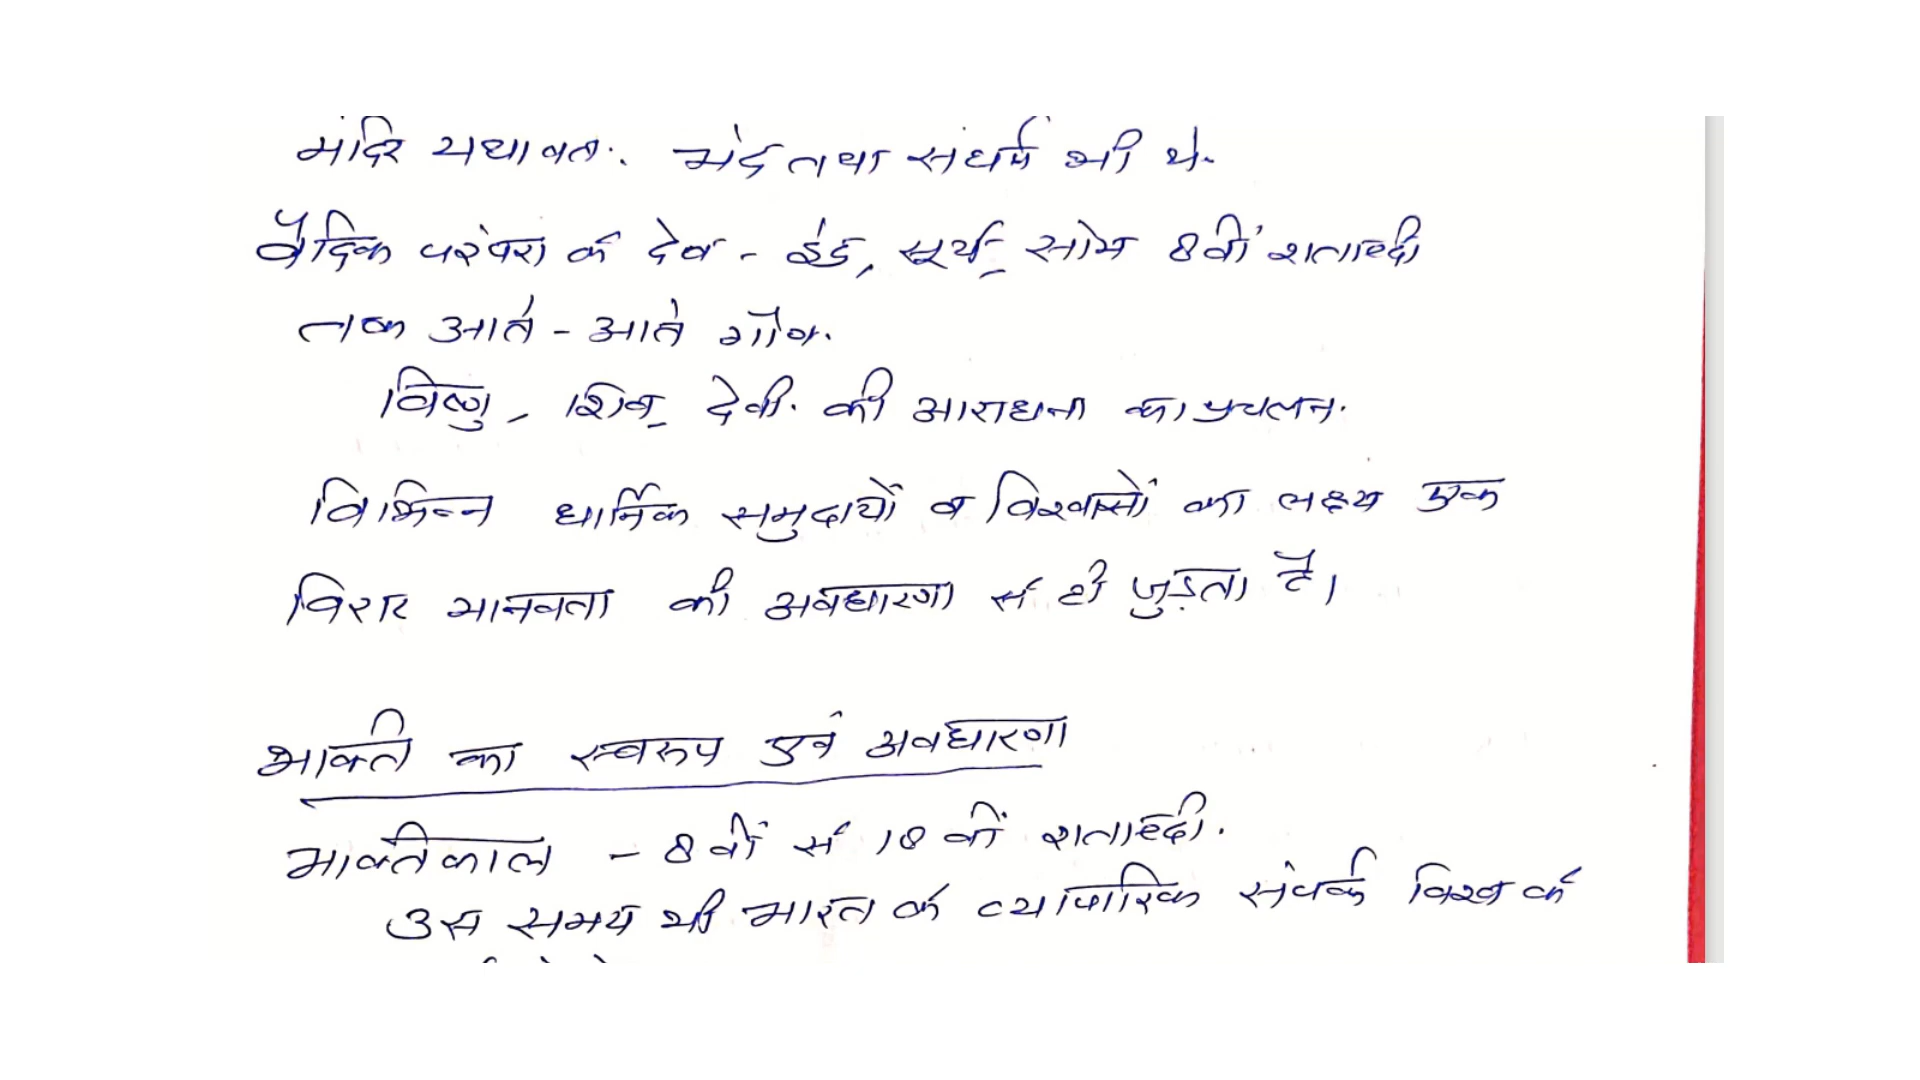 मंदिर यथावत. मंद तथा संघर्ष भी थे.
वैदिक परंपरा के देव - इंद्र, सूर्य, सोम 8वीं शताब्दी
तक आते - आते गौण.
विष्णु, शिव, देवी. की आराधना का प्रचलन.
विभिन्न धार्मिक समुदायों व विश्वासों का लक्ष्य एक
विराट मानवता की अवधारणा से ही जुड़ता है।
भक्ति का स्वरूप एवं अवधारणा
भक्तिकाल - 8वीं से 18वीं शताब्दी.
उस समय भी भारत के व्यापारिक संपर्क विश्व के